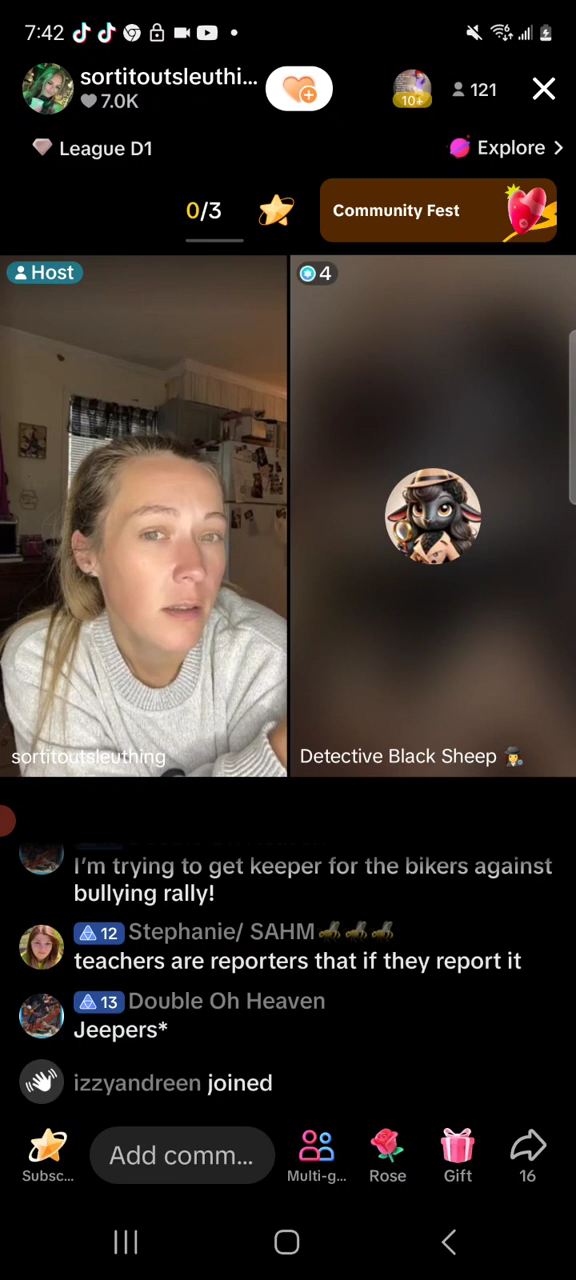 7:42
sortitoutsleuthi...
7.0K
10+
121
League D1
Explore
0/3
Community Fest
Host
4
sortitoutsleuthing
Detective Black Sheep
I'm trying to get keeper for the bikers against
bullying rally!
12 Stephanie/ SAHM
teachers are reporters that if they report it
13 Double Oh Heaven
Jeepers*
izzyandreen joined
Add comm...
Subsc...
Multi-g...
Rose
Gift
16